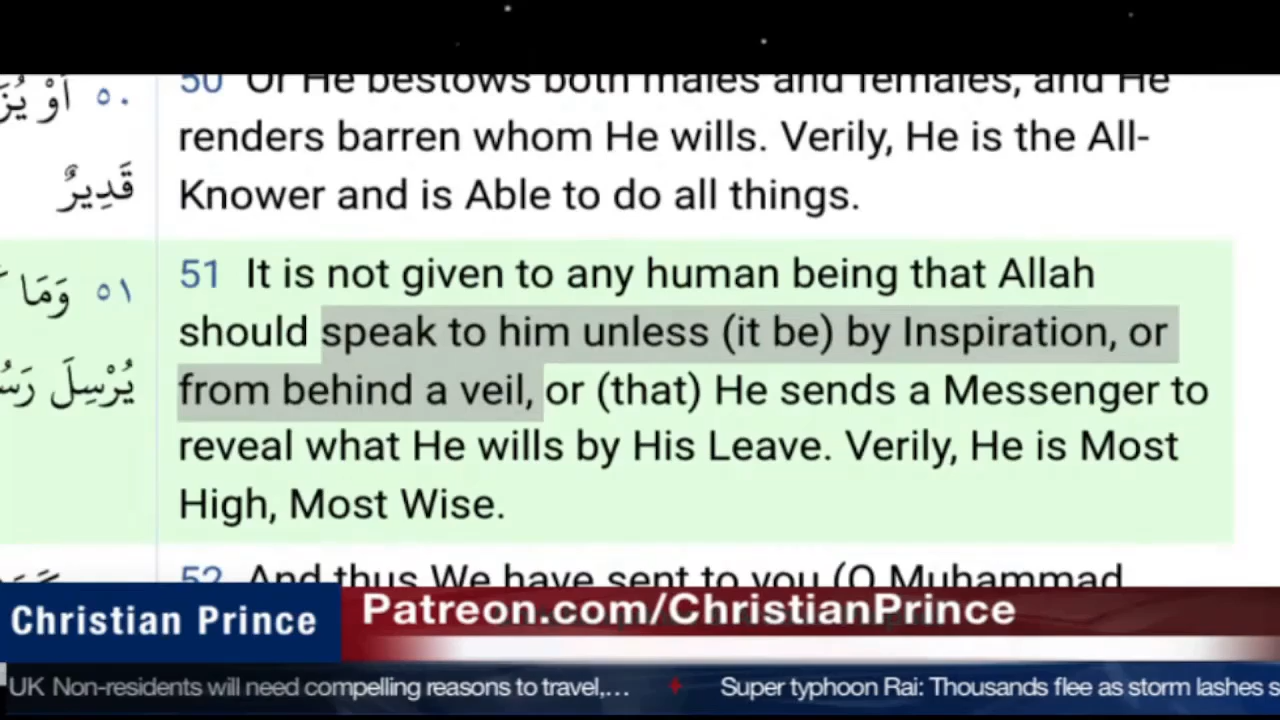 50 Or He bestows both males and females, and He
renders barren whom He wills. Verily, He is the All-
Knower and is Able to do all things.
٥٠ أَوْ
قَدِيرٌ
51 It is not given to any human being that Allah
should speak to him unless (it be) by Inspiration, or
from behind a veil, or (that) He sends a Messenger to
reveal what He wills by His Leave. Verily, He is Most
High, Most Wise.
٥١ وَمَا
يُرْسِلَ
52 And thus We have sent to you (O Muhammad
Christian Prince
Patreon.com/ChristianPrince
UK Non-residents will need compelling reasons to travel,...
Super typhoon Rai: Thousands flee as storm lashes